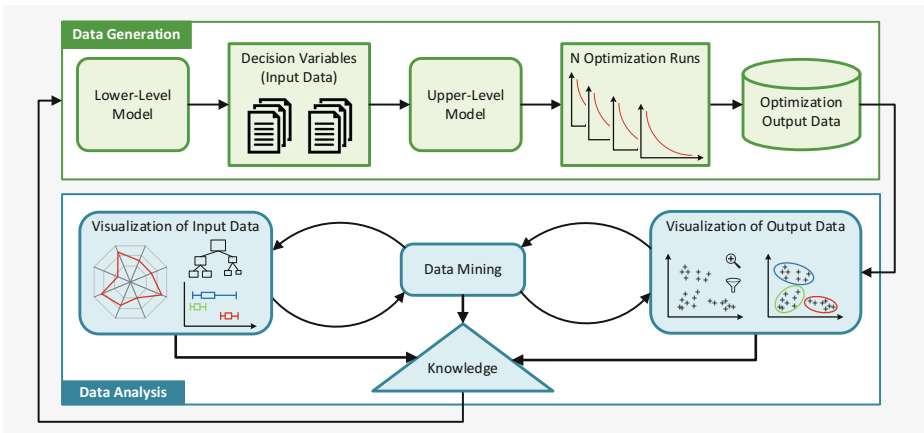 Data Generation
Lower-Level
Model
Decision Variables
(Input Data)
Upper-Level
Model
N Optimization Runs
Optimization
Output Data
Visualization of Input Data
Data Mining
Visualization of Output Data
Knowledge
Data Analysis